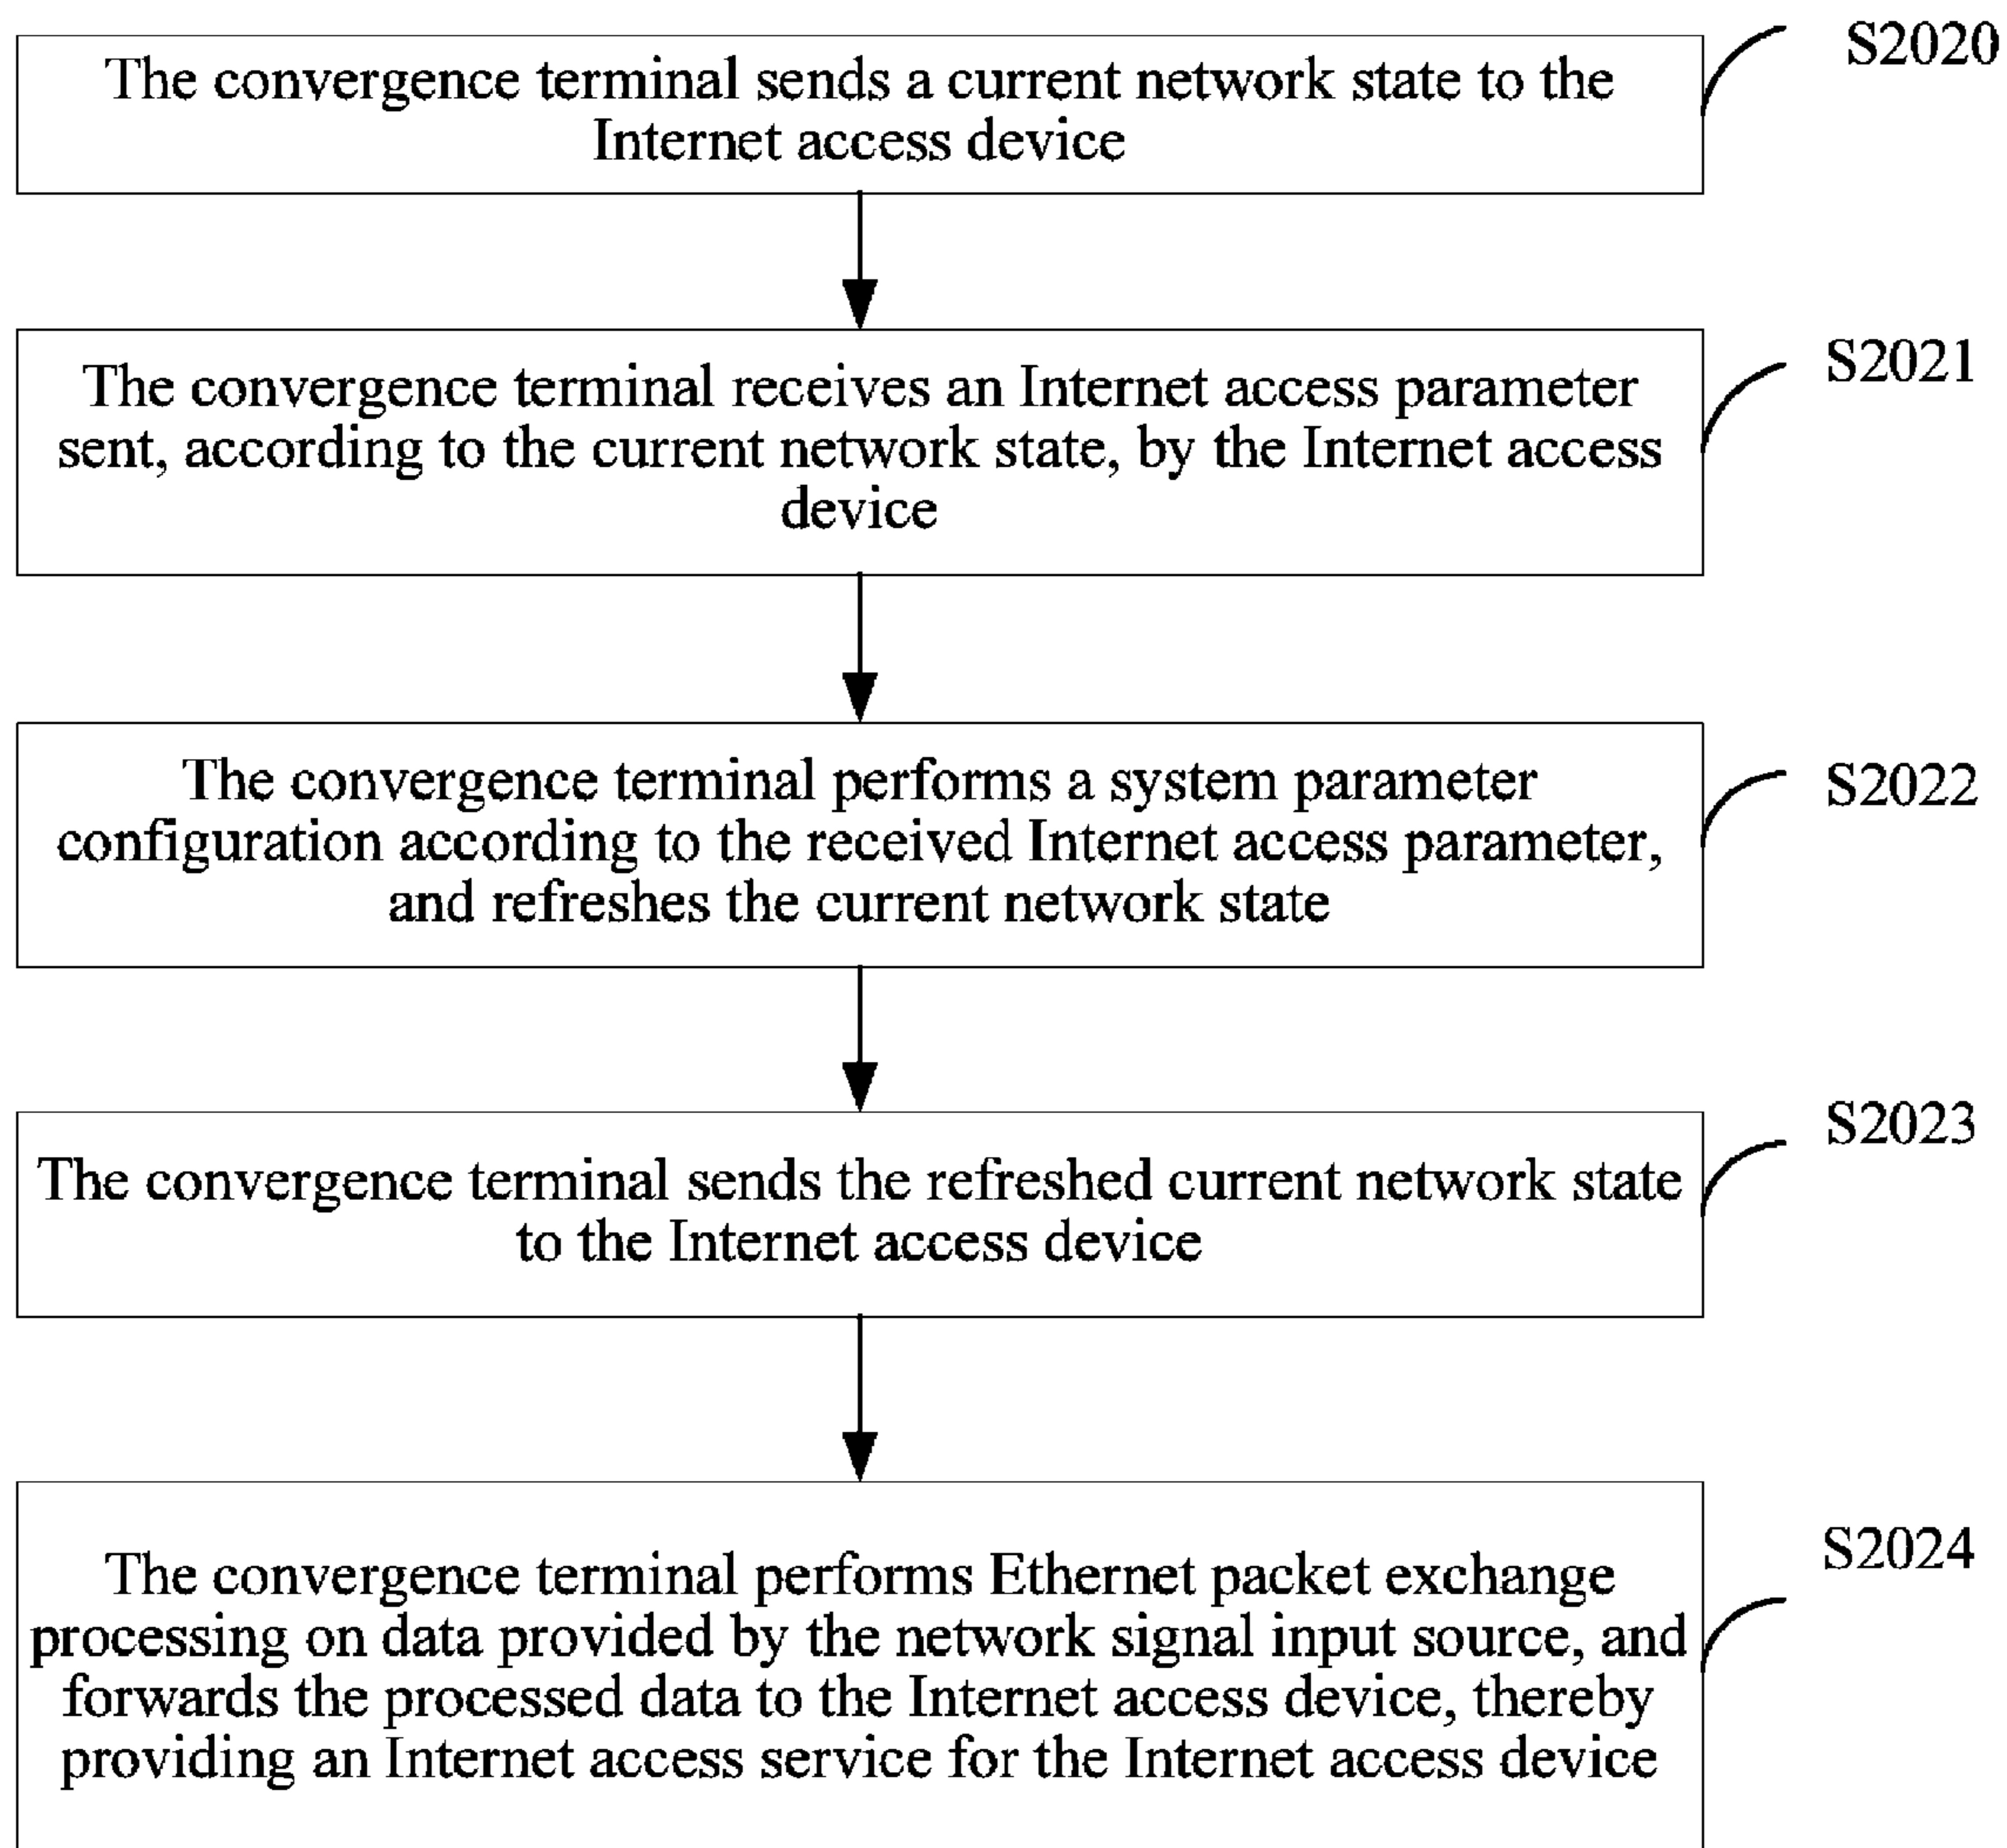 S2020
The convergence terminal sends a current network state to the
Internet access device
S2021
The convergence terminal receives an Internet access parameter
sent, according to the current network state, by the Internet access
device
S2022
The convergence terminal performs a system parameter
configuration according to the received Internet access parameter,
and refreshes the current network state
S2023
The convergence terminal sends the refreshed current network state
to the Internet access device
S2024
The convergence terminal performs Ethernet packet exchange
processing on data provided by the network signal input source, and
forwards the processed data to the Internet access device, thereby
providing an Internet access service for the Internet access device